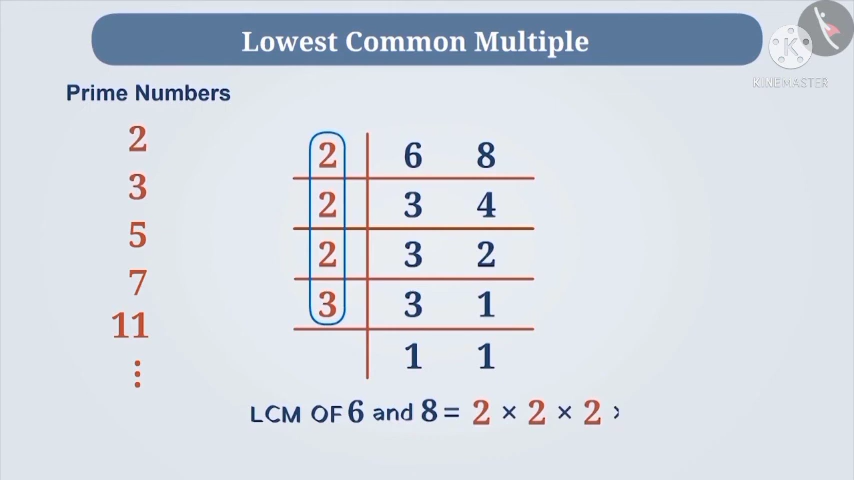 Lowest Common Multiple
KINEMASTER
Prime Numbers
2
3
5
7
11
⋮
2 6 8
2 3 4
2 3 2
3 3 1
1 1
LCM OF 6 and 8 = 2 × 2 × 2